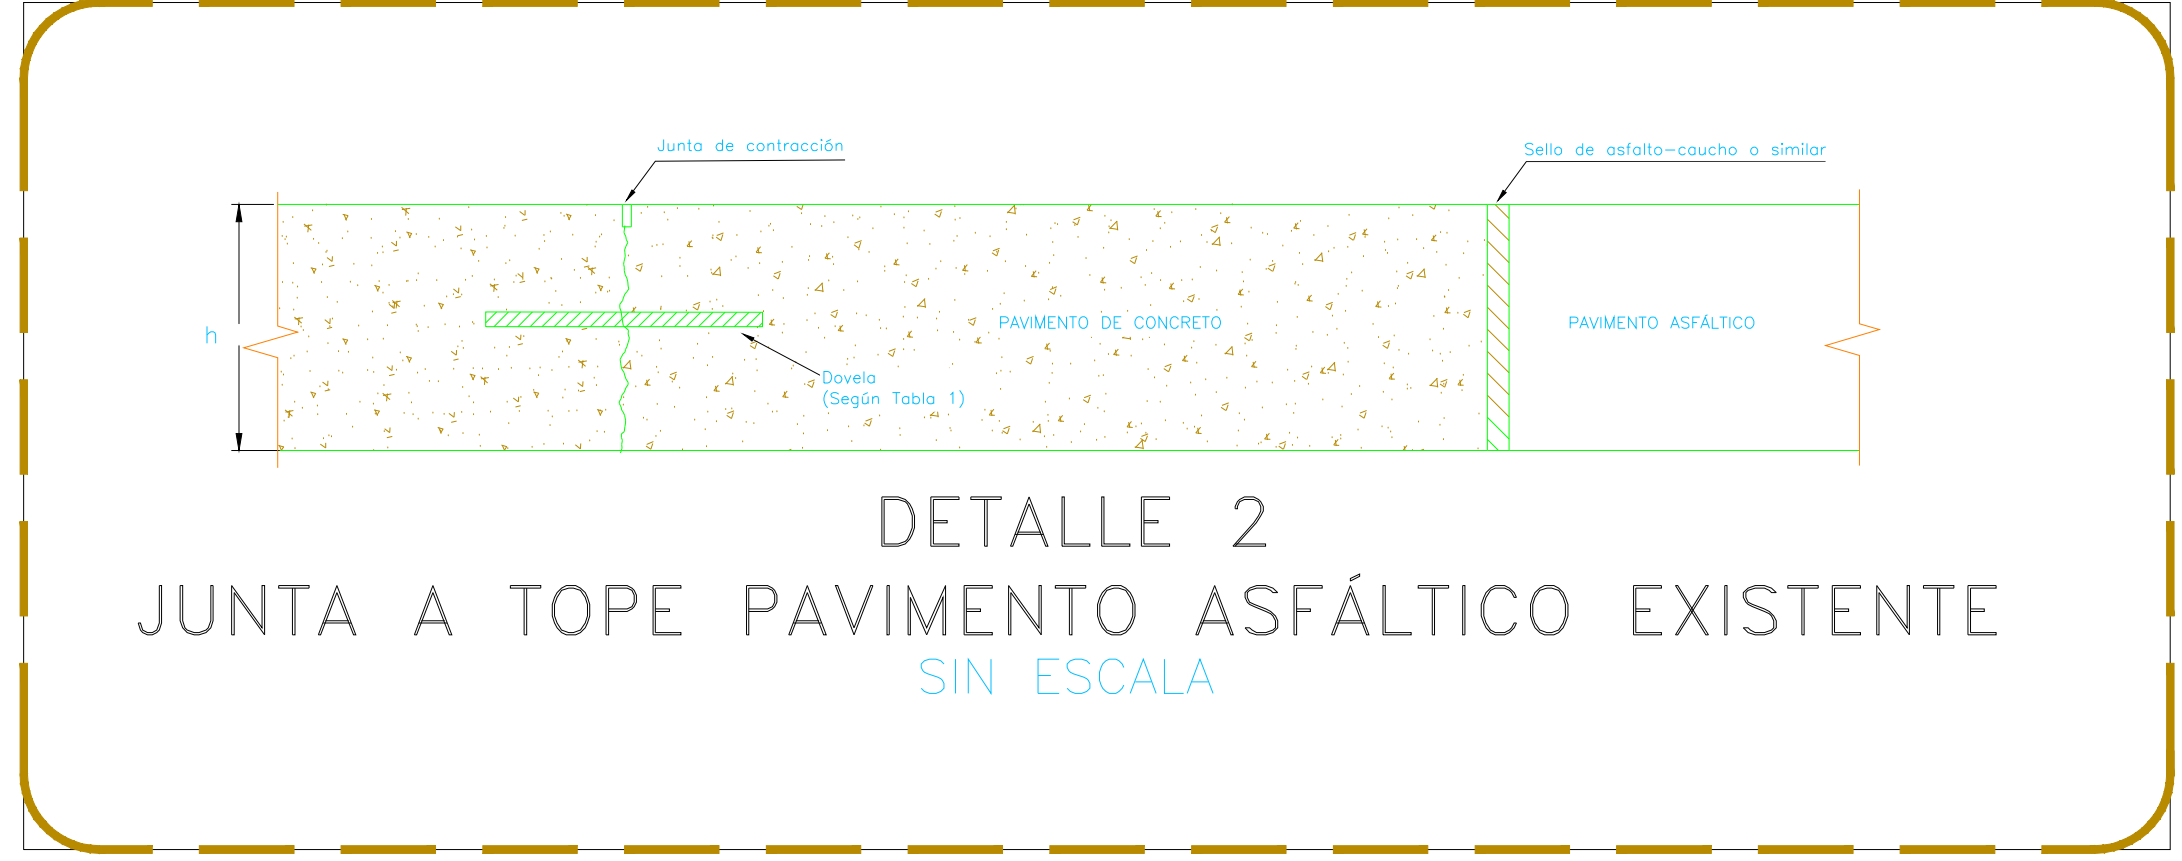 Junta de contracción
Sello de asfalto-caucho o similar
h
PAVIMENTO DE CONCRETO
PAVIMENTO ASFÁLTICO
Dovela
(Según Tabla 1)
DETALLE 2
JUNTA A TOPE PAVIMENTO ASFÁLTICO EXISTENTE
SIN ESCALA